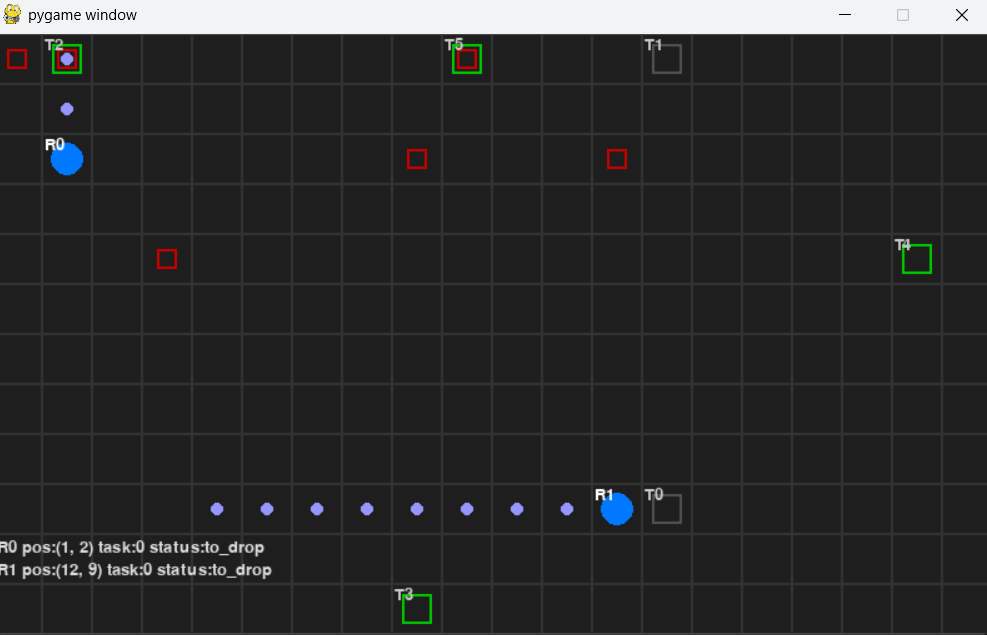 pygame window
T2
T5
T1
R0
T4
R1
T0
R0 pos:(1, 2) task:0 status:to_drop
R1 pos:(12, 9) task:0 status:to_drop
T3